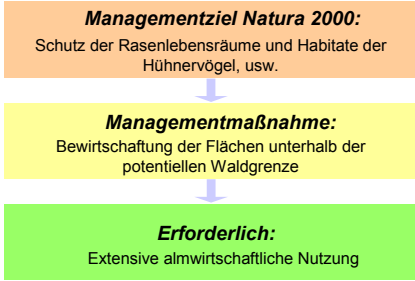 Managementziel Natura 2000:
Schutz der Rasenlebensräume und Habitate der
Hühnervögel, usw.
Managementmaßnahme:
Bewirtschaftung der Flächen unterhalb der
potentiellen Waldgrenze
Erforderlich:
Extensive almwirtschaftliche Nutzung